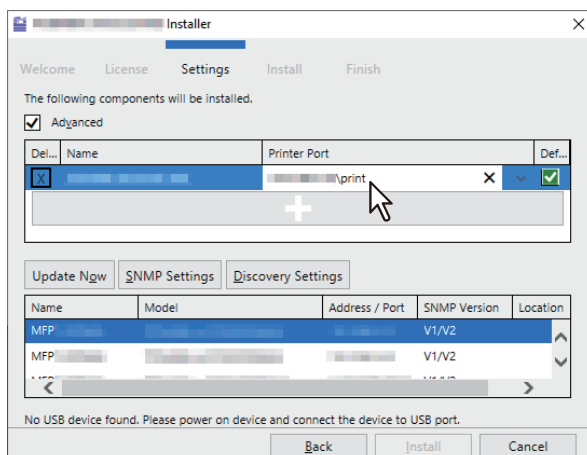 Installer
Welcome License Settings Install Finish
The following components will be installed.
Advanced
Del... Name Printer Port Def...
X \print
Update Now SNMP Settings Discovery Settings
Name Model Address / Port SNMP Version Location
MFP V1/V2
MFP V1/V2
No USB device found. Please power on device and connect the device to USB port.
Back Install Cancel